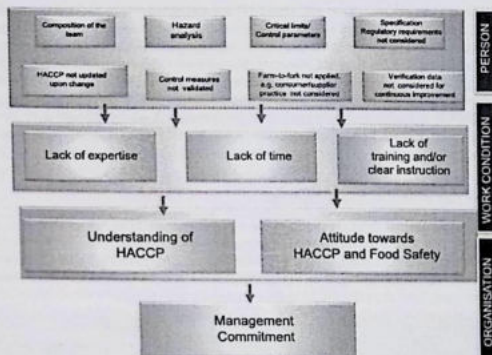 Composition of the
team
Hazard
analysis
Critical limits/
Control parameters
Specification
Regulatory requirements
not considered
HACCP not updated
upon change
Control measures
not validated
Farm-to-fork not applied,
e.g. consumer/supplier
practice not considered
Verification data
not considered for
continuous improvement
PERSON
Lack of expertise
Lack of time
Lack of
training and/or
clear instruction
WORK CONDITION
Understanding of
HACCP
Attitude towards
HACCP and Food Safety
Management
Commitment
ORGANISATION